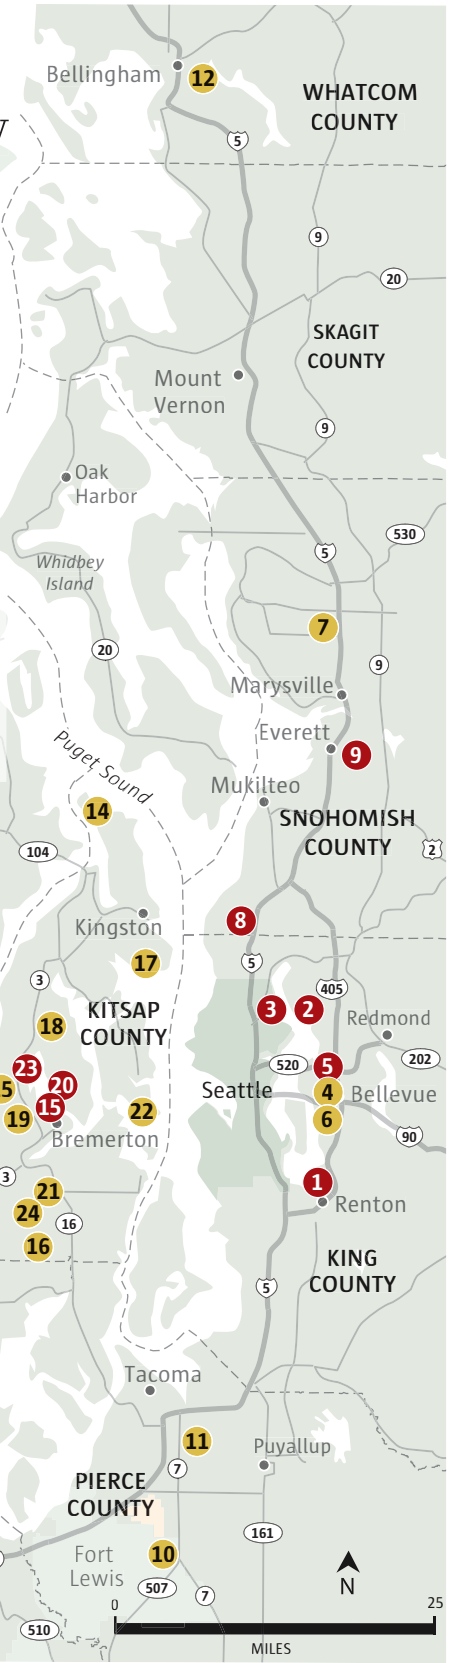 Bellingham
12
WHATCOM
COUNTY
5
9
20
SKAGIT
COUNTY
Mount
Vernon
9
Oak
Harbor
530
5
Whidbey
Island
7
20
9
Marysville
Everett
9
Puget Sound
Mukilteo
14
SNOHOMISH
COUNTY
104
2
8
Kingston
5
17
3
405
KITSAP
COUNTY
3
2
18
Redmond
23
520
5
202
5
20
Seattle
4
Bellevue
15
19
22
6
Bremerton
90
3
21
1
24
16
Renton
16
KING
COUNTY
5
Tacoma
11
Puyallup
7
PIERCE
COUNTY
161
Fort
Lewis
10
507
7
N
0
25
510
MILES